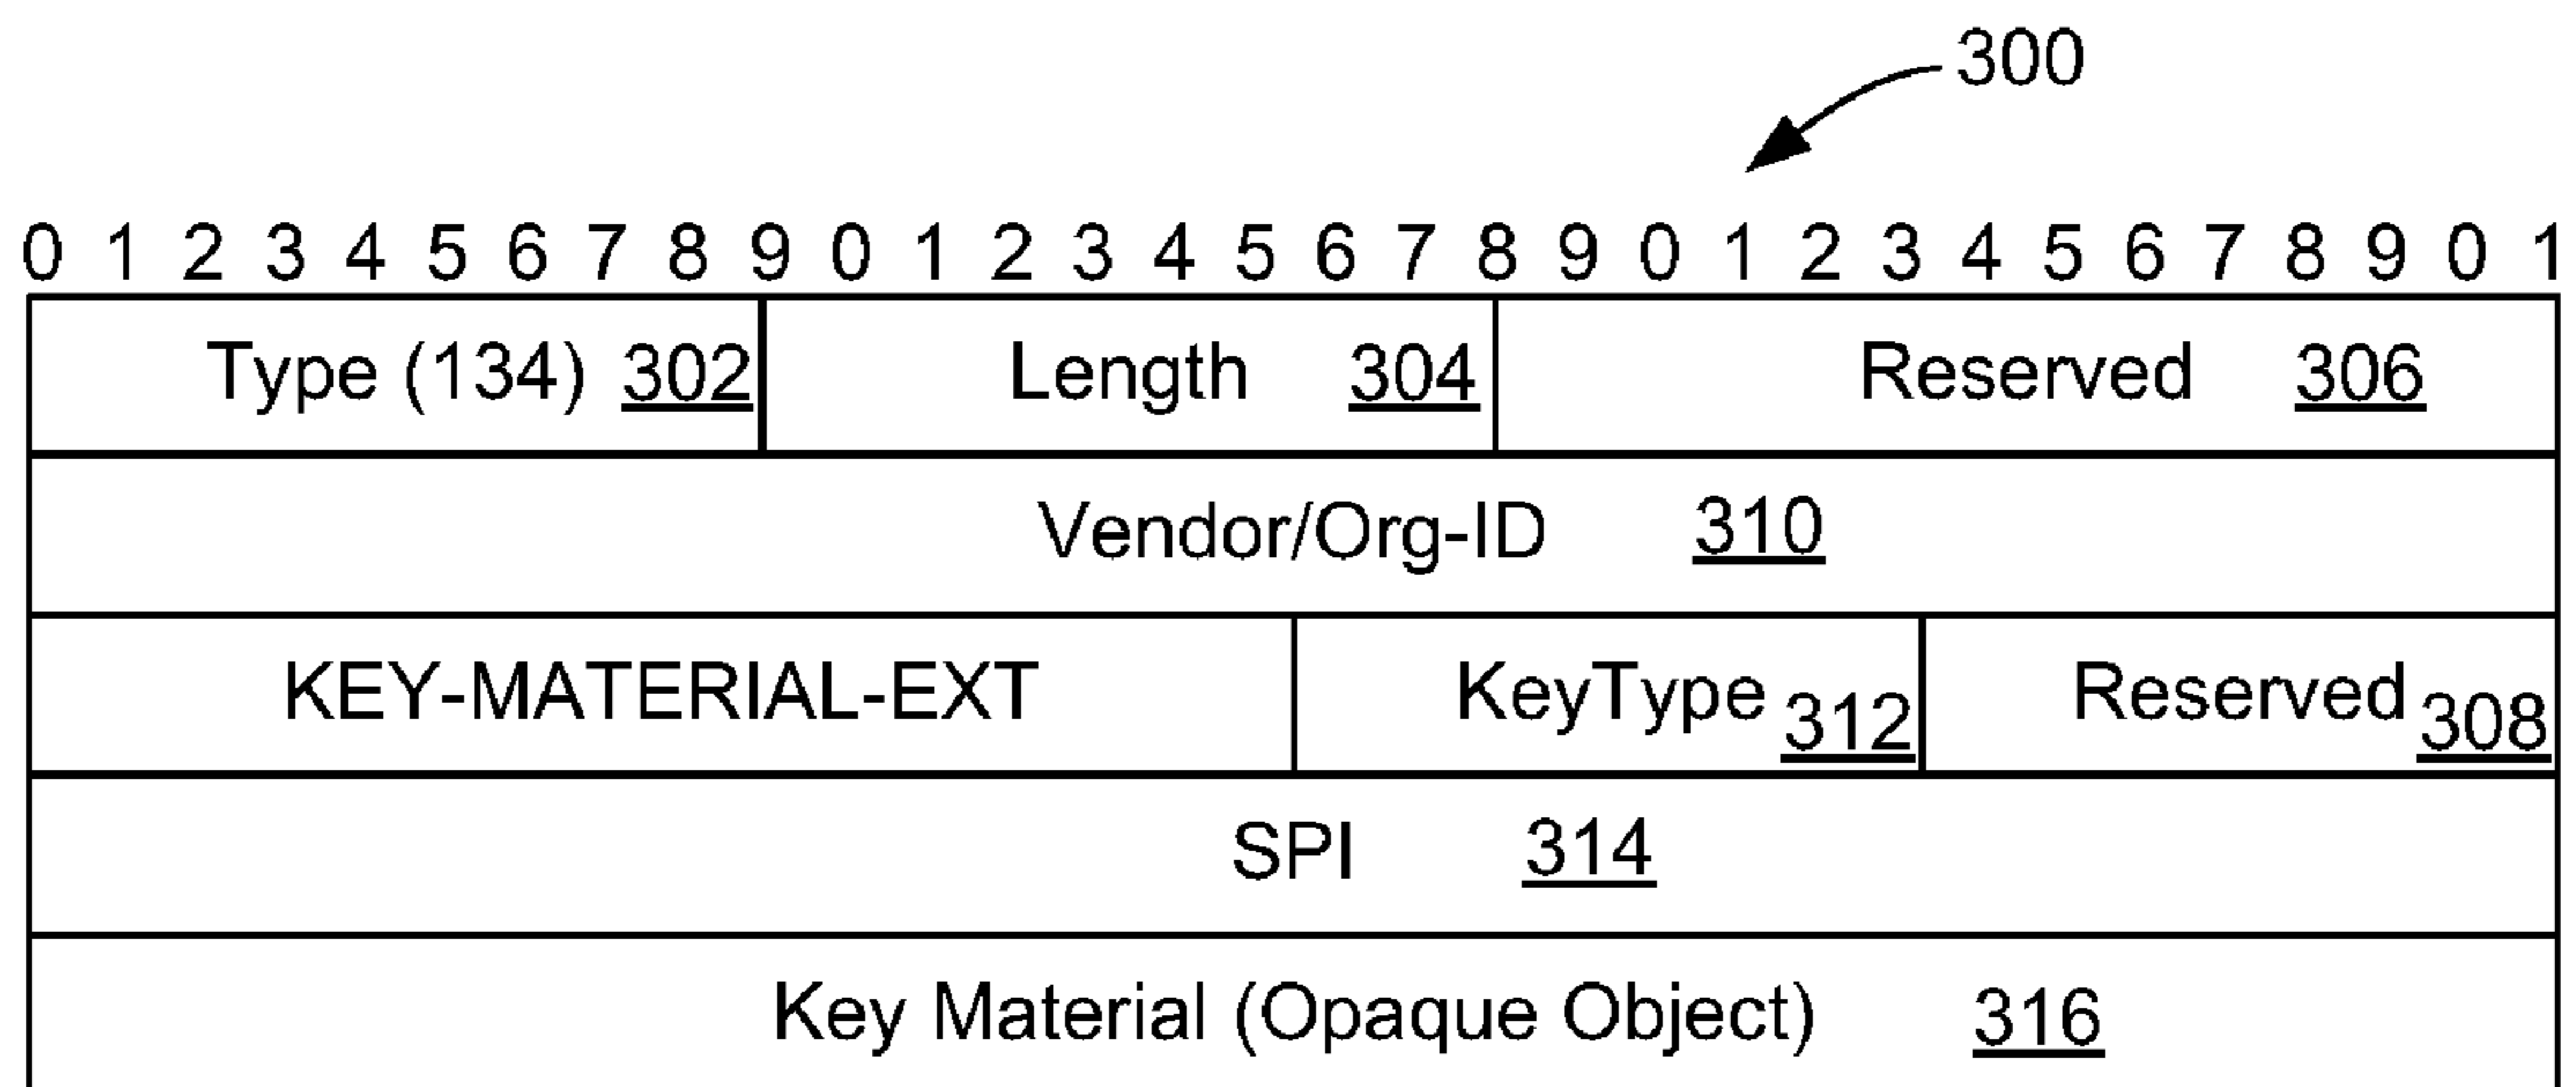 300
0 1 2 3 4 5 6 7 8 9 0 1 2 3 4 5 6 7 8 9 0 1 2 3 4 5 6 7 8 9 0 1
Type (134) 302 Length 304 Reserved 306
Vendor/Org-ID 310
KEY-MATERIAL-EXT KeyType 312 Reserved 308
SPI 314
Key Material (Opaque Object) 316